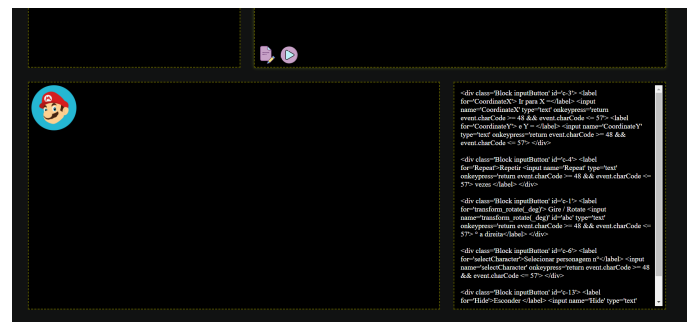 <div class='Block inputButton' id='c-3'> <label
for='CoordinateX'> Ir para X =</label> <input
name='CoordinateX' type='text' onkeypress='return
event.charCode >= 48 && event.charCode <= 57'> <label
for='CoordinateY'> e Y = </label> <input name='CoordinateY'
type='text' onkeypress='return event.charCode >= 48 &&
event.charCode <= 57'> </div>
<div class='Block inputButton' id='c-4'> <label
for='Repeat'>Repetir <input name='Repeat' type='text'
onkeypress='return event.charCode >= 48 && event.charCode <=
57'> vezes </label> </div>
<div class='Block inputButton' id='c-1'> <label
for='transform_rotate(_deg)'> Gire / Rotate <input
name='transform_rotate(_deg)' id='abc' type='text'
onkeypress='return event.charCode >= 48 && event.charCode <=
57'> ° a direita</label> </div>
<div class='Block inputButton' id='c-6'> <label
for='selectCharacter'>Selecionar personagem n°</label> <input
name='selectCharacter' onkeypress='return event.charCode >= 48
&& event.charCode <= 57'> </div>
<div class='Block inputButton' id='c-13'> <label
for='Hide'>Esconder </label> <input name='Hide' type='text'